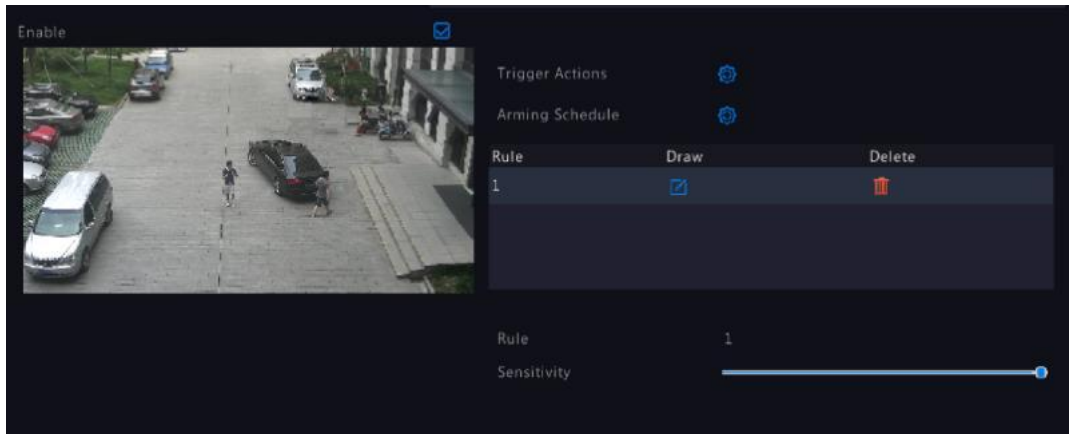 Enable
Trigger Actions
Arming Schedule
Rule Draw Delete
1
Rule 1
Sensitivity